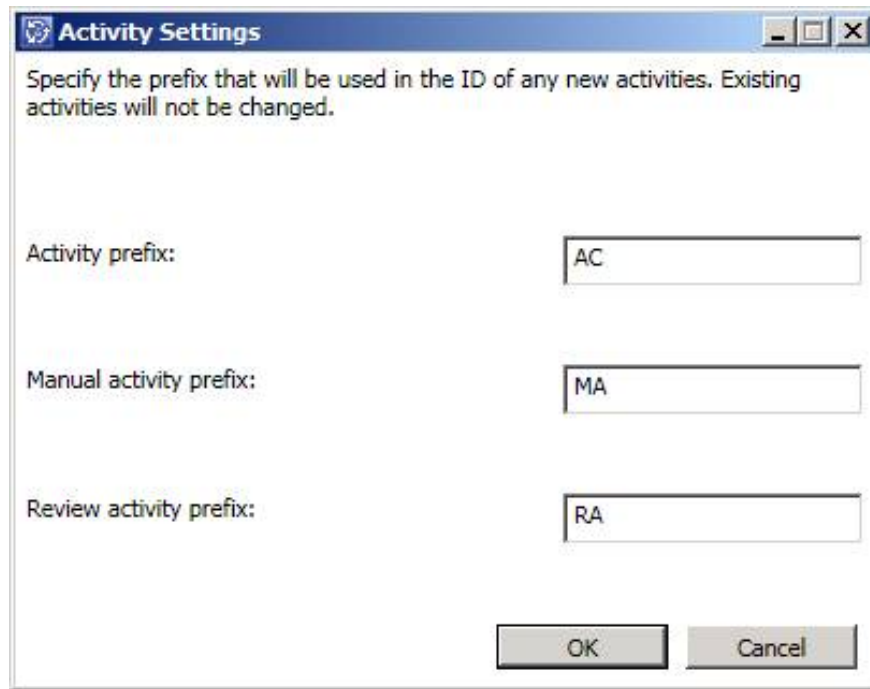 Activity Settings
Specify the prefix that will be used in the ID of any new activities. Existing
activities will not be changed.
Activity prefix:
AC
Manual activity prefix:
MA
Review activity prefix:
RA
OK
Cancel